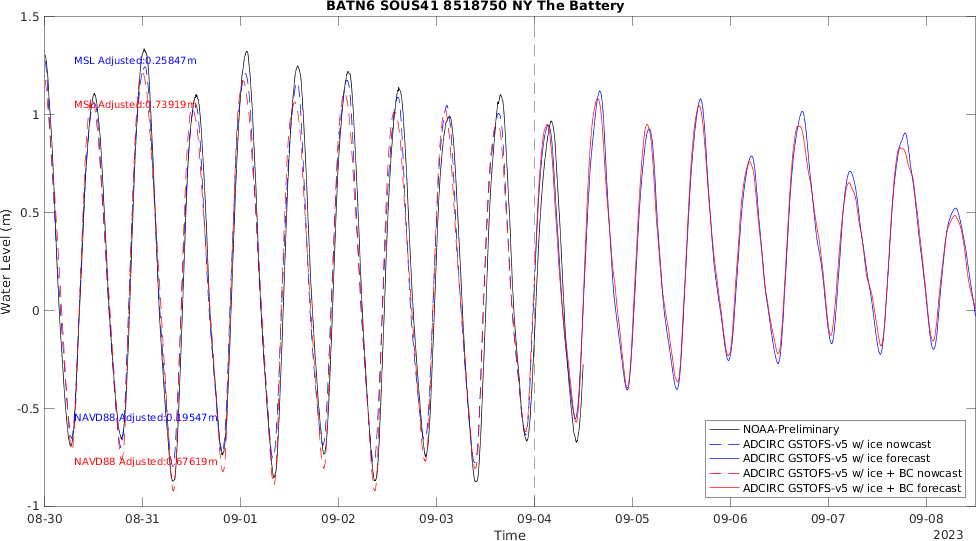 BATN6 SOUS41 8518750 NY The Battery
1.5
1
0.5
0
-0.5
-1
Water Level (m)
MSL Adjusted:0.25847m
MSL Adjusted:0.73919m
NAVD88 Adjusted:0.19547m
NAVD88 Adjusted:0.67619m
NOAA-Preliminary
ADCIRC GSTOFS-v5 w/ ice nowcast
ADCIRC GSTOFS-v5 w/ ice forecast
ADCIRC GSTOFS-v5 w/ ice + BC nowcast
ADCIRC GSTOFS-v5 w/ ice + BC forecast
08-30 08-31 09-01 09-02 09-03 09-04 09-05 09-06 09-07 09-08
Time
2023